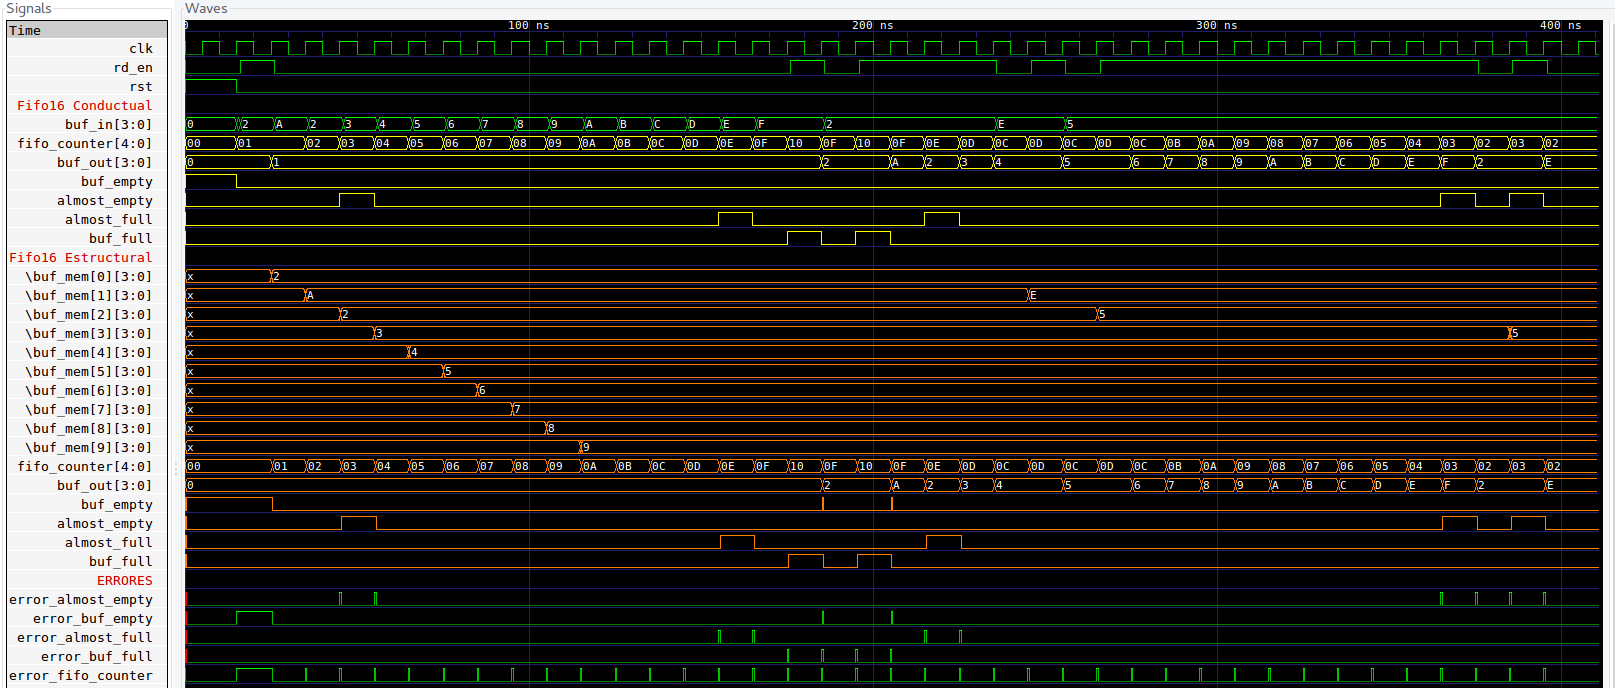 Signals
Waves
Time
0 100 ns 200 ns 300 ns 400 ns
clk
rd_en
rst
Fifo16 Conductual
buf_in[3:0] 0 2 A 2 3 4 5 6 7 8 9 A B C D E F 2 E 5
fifo_counter[4:0] 00 01 02 03 04 05 06 07 08 09 0A 0B 0C 0D 0E 0F 10 0F 10 0F 0E 0D 0C 0D 0C 0D 0C 0B 0A 09 08 07 06 05 04 03 02 03 02
buf_out[3:0] 0 1 2 A 2 3 4 5 6 7 8 9 A B C D E F 2 E
buf_empty
almost_empty
almost_full
buf_full
Fifo16 Estructural
\buf_mem[0][3:0] x 2
\buf_mem[1][3:0] x A E
\buf_mem[2][3:0] x 2 5
\buf_mem[3][3:0] x 3 5
\buf_mem[4][3:0] x 4
\buf_mem[5][3:0] x 5
\buf_mem[6][3:0] x 6
\buf_mem[7][3:0] x 7
\buf_mem[8][3:0] x 8
\buf_mem[9][3:0] x 9
fifo_counter[4:0] 00 01 02 03 04 05 06 07 08 09 0A 0B 0C 0D 0E 0F 10 0F 10 0F 0E 0D 0C 0D 0C 0D 0C 0B 0A 09 08 07 06 05 04 03 02 03 02
buf_out[3:0] 0 2 A 2 3 4 5 6 7 8 9 A B C D E F 2 E
buf_empty
almost_empty
almost_full
buf_full
ERRORES
error_almost_empty
error_buf_empty
error_almost_full
error_buf_full
error_fifo_counter